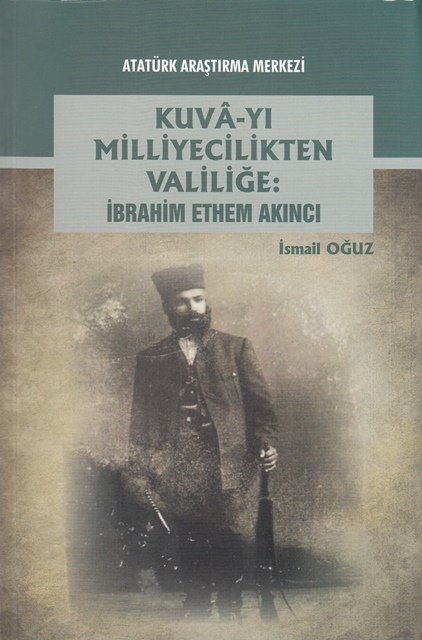 ATATÜRK ARAŞTIRMA MERKEZİ
KUVÂ-YI
MİLLİYECİLİKTEN
VALİLİĞE:
İBRAHİM ETHEM AKINCI
İsmail OĞUZ